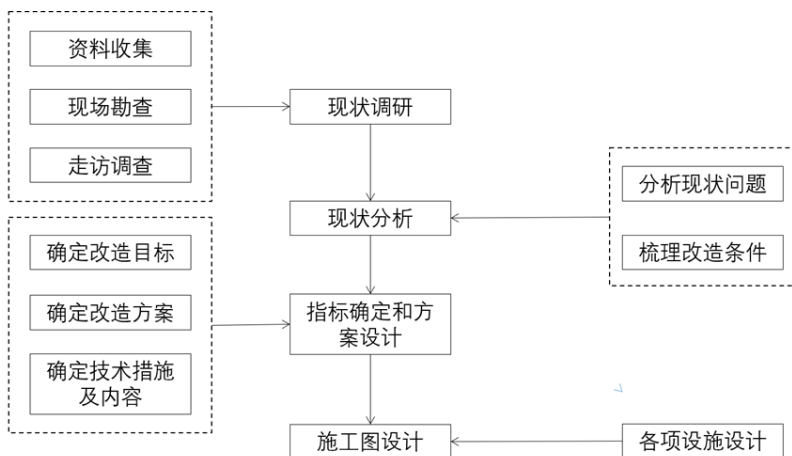 资料收集
现场勘查
走访调查
现状调研
现状分析
分析现状问题
梳理改造条件
确定改造目标
确定改造方案
确定技术措施
及内容
指标确定和方
案设计
施工图设计
各项设施设计